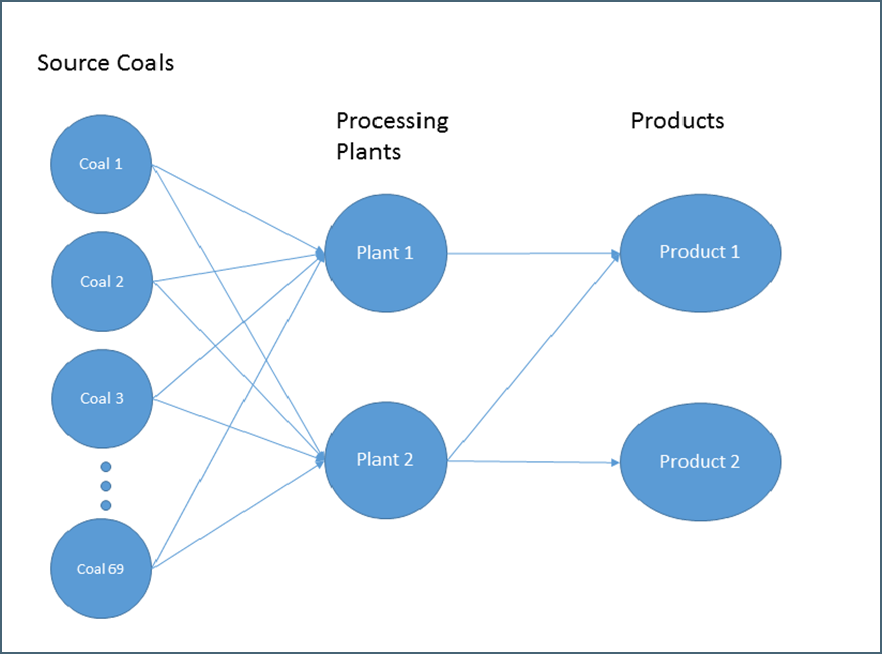 Source Coals
Coal 1
Coal 2
Coal 3
Coal 69
Processing
Plants
Plant 1
Plant 2
Products
Product 1
Product 2